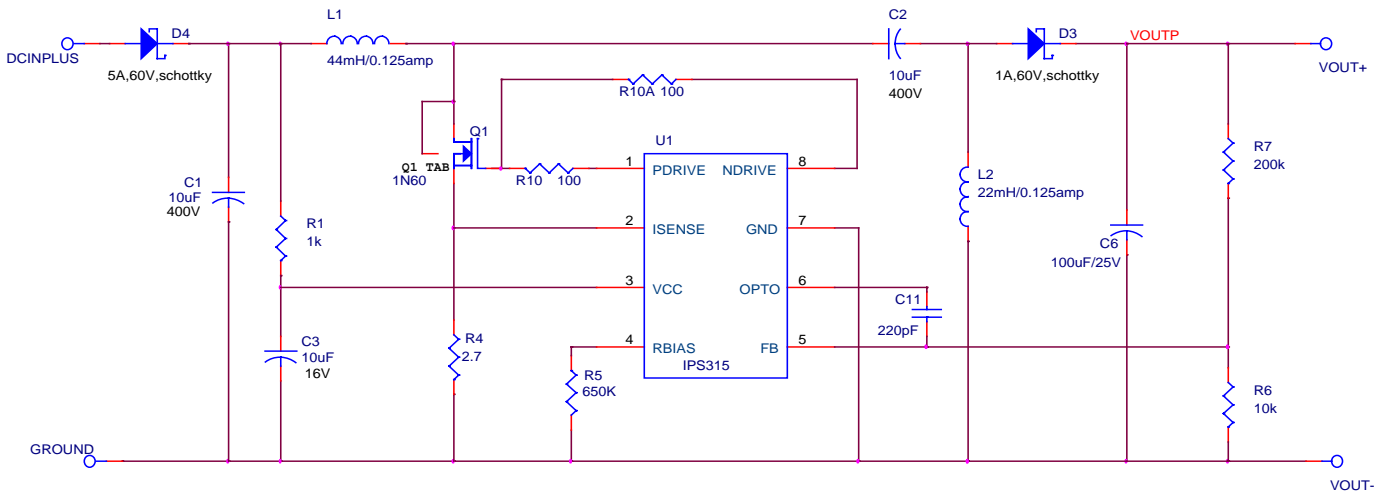 L1
44mH/0.125amp
D4
DCINPLUS
5A,60V,schottky
C2
10uF
400V
D3
1A,60V,schottky
VOUTP
VOUT+
R10A 100
Q1
Q1 TAB
1N60
R10 100
U1
1 PDRIVE NDRIVE 8
2 ISENSE GND 7
3 VCC OPTO 6
4 RBIAS FB 5
IPS315
C1
10uF
400V
R1
1k
C3
10uF
16V
R4
2.7
R5
650K
C11
220pF
L2
22mH/0.125amp
C6
100uF/25V
R7
200k
R6
10k
GROUND
VOUT-